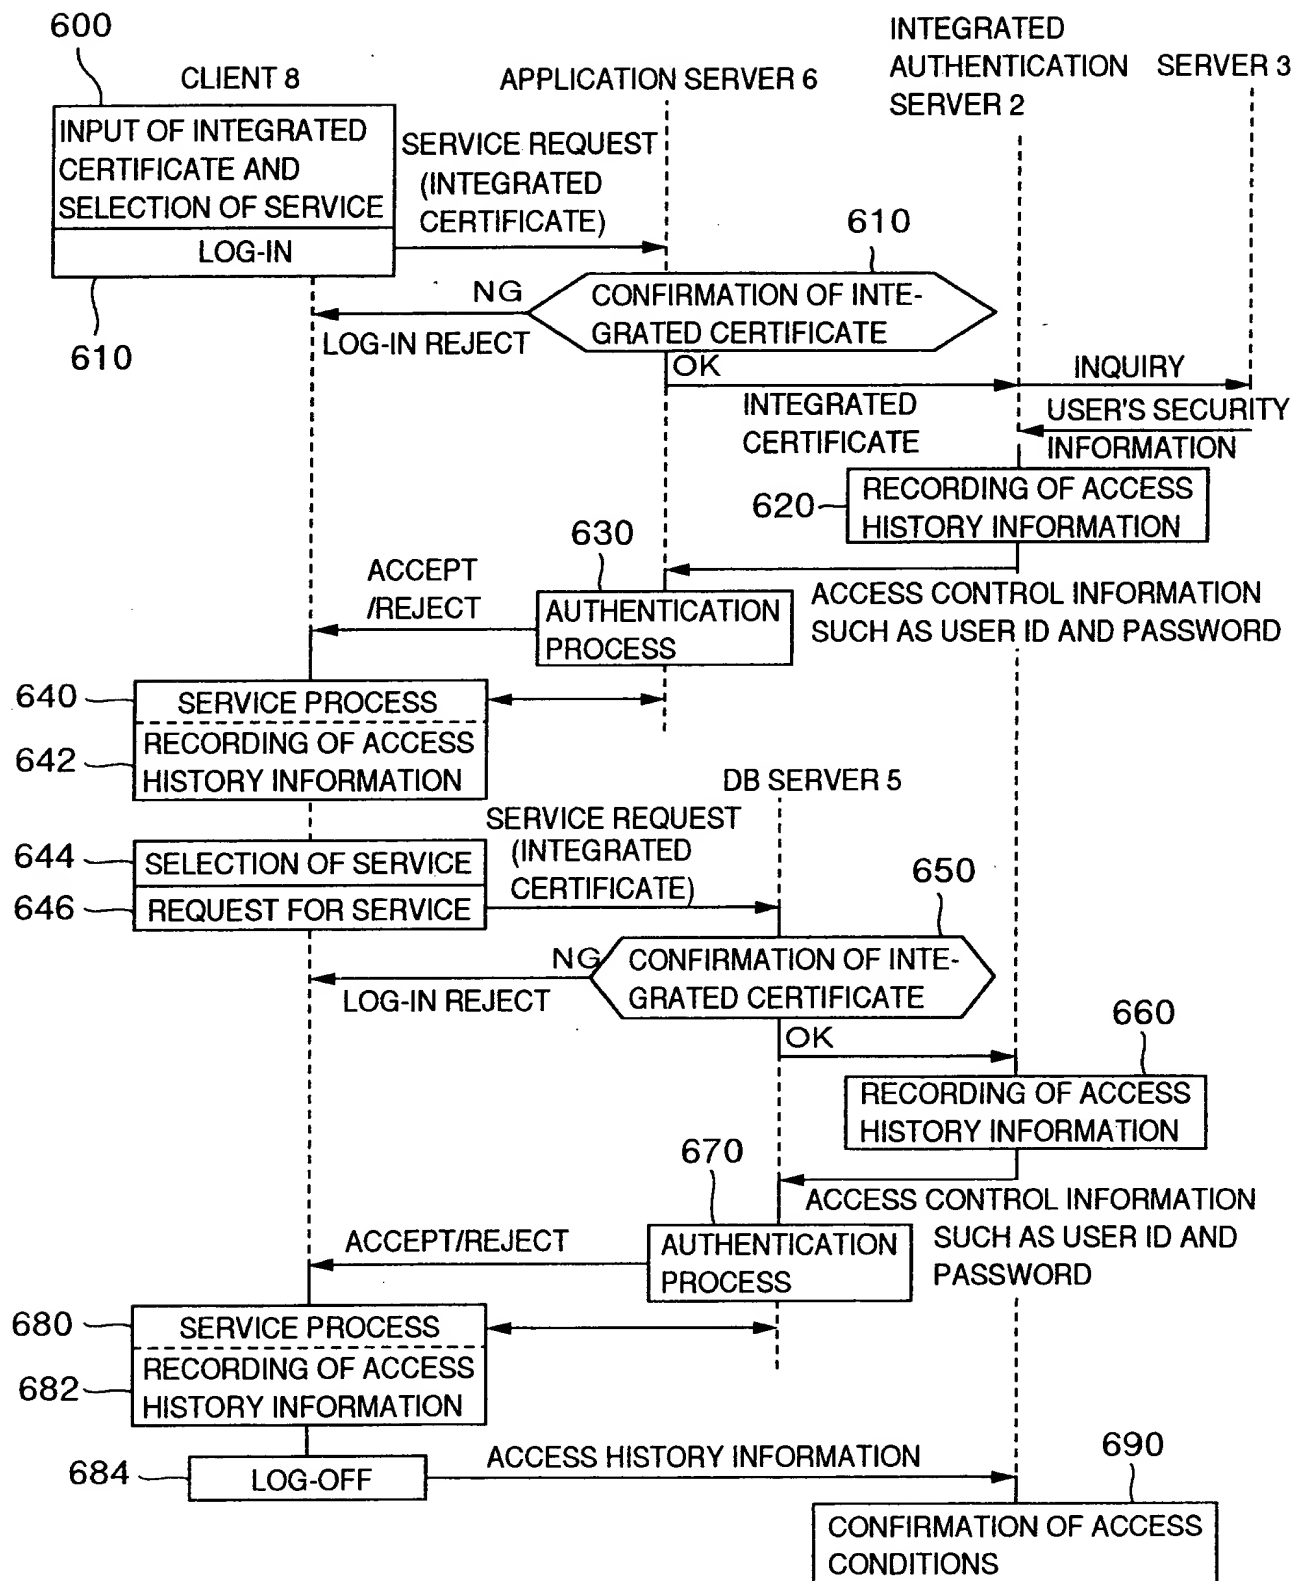 600
INTEGRATED
AUTHENTICATION SERVER 3
SERVER 2
CLIENT 8
APPLICATION SERVER 6
INPUT OF INTEGRATED
CERTIFICATE AND
SELECTION OF SERVICE
LOG-IN
610
SERVICE REQUEST
(INTEGRATED
CERTIFICATE)
610
CONFIRMATION OF INTE-
GRATED CERTIFICATE
NG
LOG-IN REJECT
OK
INTEGRATED
CERTIFICATE
INQUIRY
USER'S SECURITY
INFORMATION
620
RECORDING OF ACCESS
HISTORY INFORMATION
630
ACCESS CONTROL INFORMATION
SUCH AS USER ID AND PASSWORD
AUTHENTICATION
PROCESS
ACCEPT
/REJECT
640
SERVICE PROCESS
642
RECORDING OF ACCESS
HISTORY INFORMATION
DB SERVER 5
644
SELECTION OF SERVICE
646
REQUEST FOR SERVICE
SERVICE REQUEST
(INTEGRATED
CERTIFICATE)
650
CONFIRMATION OF INTE-
GRATED CERTIFICATE
NG
LOG-IN REJECT
OK
660
RECORDING OF ACCESS
HISTORY INFORMATION
670
ACCESS CONTROL INFORMATION
SUCH AS USER ID AND
PASSWORD
AUTHENTICATION
PROCESS
ACCEPT/REJECT
680
SERVICE PROCESS
682
RECORDING OF ACCESS
HISTORY INFORMATION
684
LOG-OFF
ACCESS HISTORY INFORMATION
690
CONFIRMATION OF ACCESS
CONDITIONS